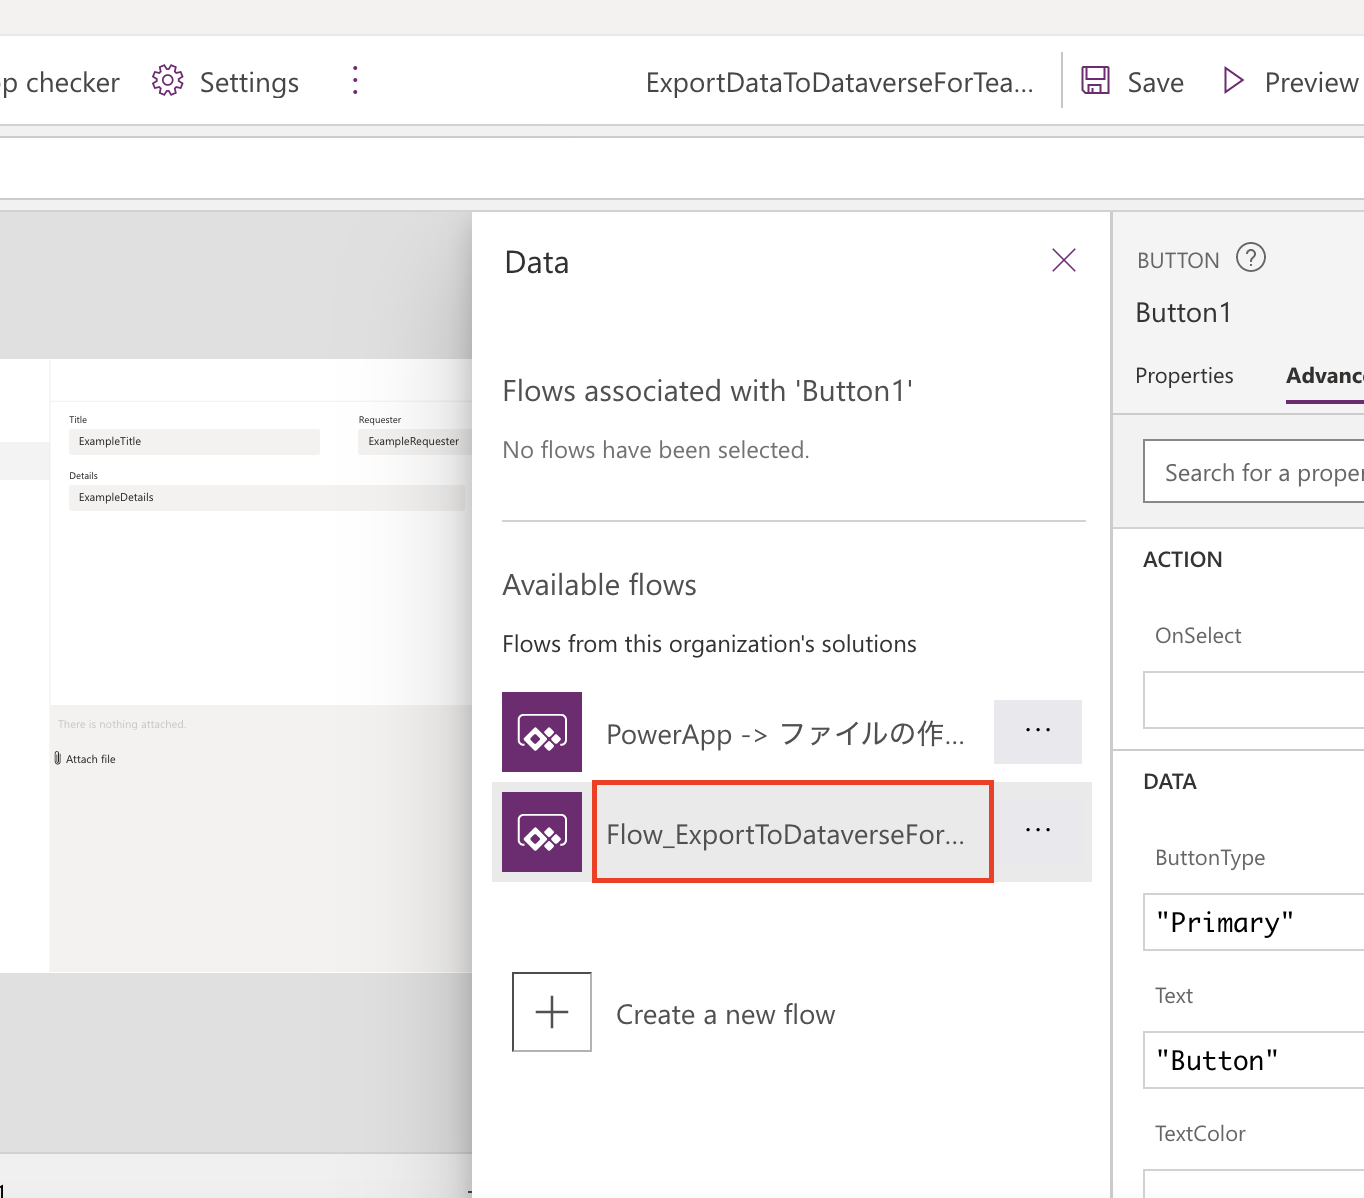 p checker
Settings
ExportDataToDataverseForTea...
Save
Preview
Data
Flows associated with 'Button1'
No flows have been selected.
Available flows
Flows from this organization's solutions
PowerApp -> ファイルの作...
...
Flow_ExportToDataverseFor...
...
Create a new flow
Title
Requester
ExampleTitle
ExampleRequester
Details
ExampleDetails
There is nothing attached.
Attach file
BUTTON
?
Button1
Properties
Advanc
Search for a proper
ACTION
OnSelect
DATA
ButtonType
"Primary"
Text
"Button"
TextColor